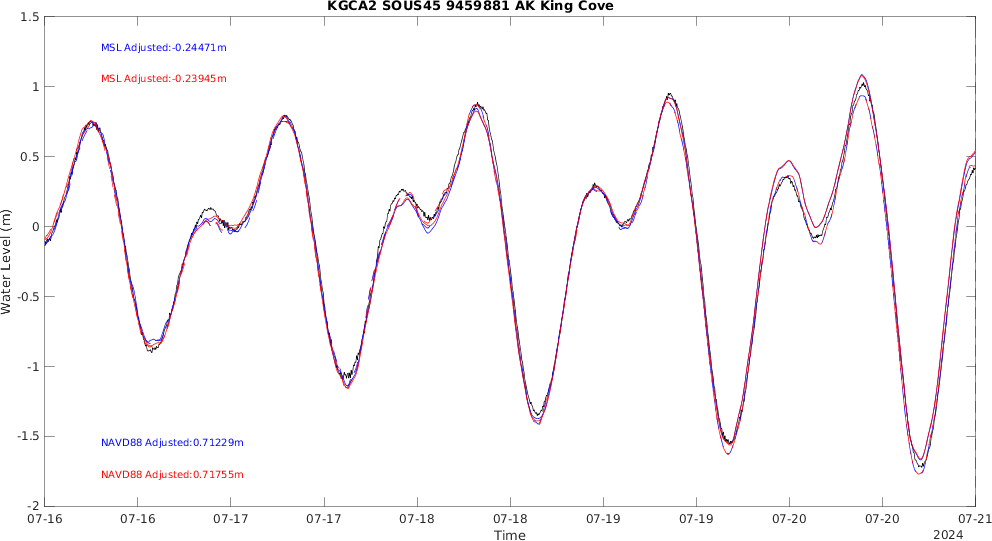 KGCA2 SOUS45 9459881 AK King Cove
1.5
MSL Adjusted:-0.24471m
MSL Adjusted:-0.23945m
1
0.5
0
-0.5
-1
-1.5
-2
Water Level (m)
NAVD88 Adjusted:0.71229m
NAVD88 Adjusted:0.71755m
07-16 07-16 07-17 07-17 07-18 07-18 07-19 07-19 07-20 07-20 07-21
Time
2024